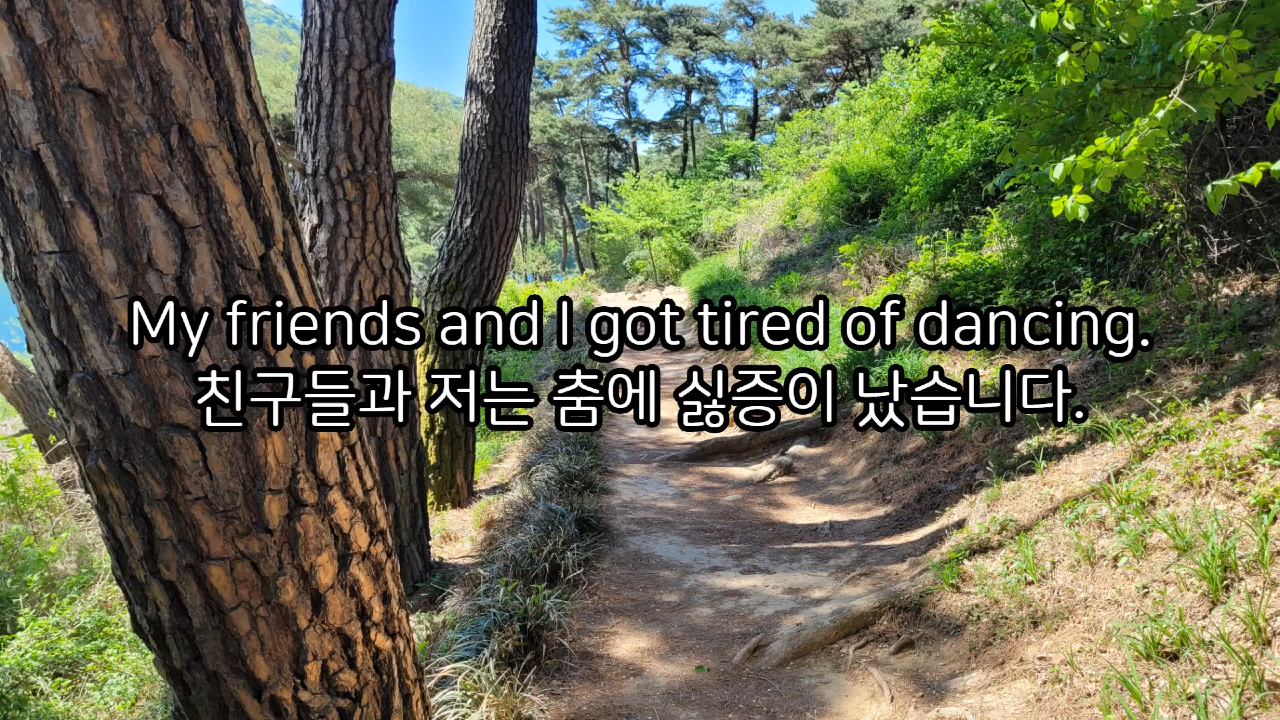 My friends and I got tired of dancing.
친구들과 저는 춤에 싫증이 났습니다.